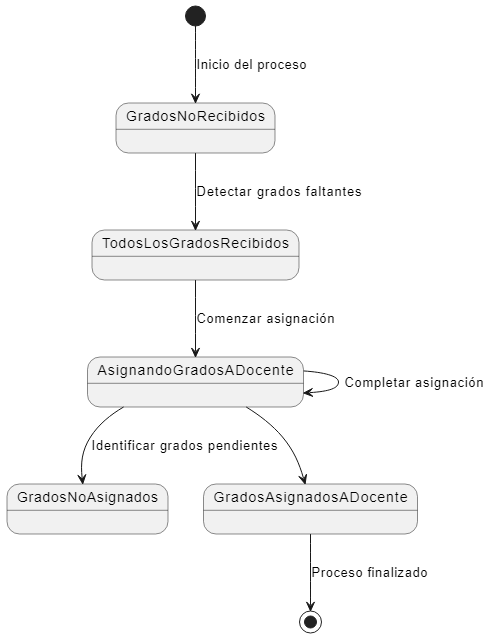 Inicio del proceso
GradosNoRecibidos
Detectar grados faltantes
TodosLosGradosRecibidos
Comenzar asignación
AsignandoGradosADocente
Completar asignación
Identificar grados pendientes
GradosNoAsignados
GradosAsignadosADocente
Proceso finalizado